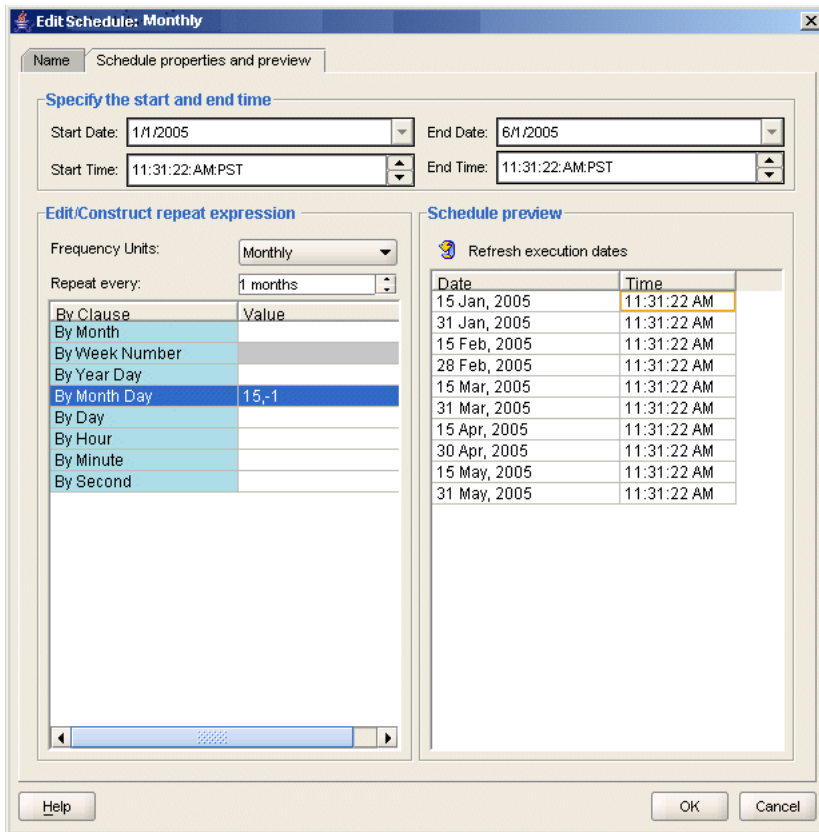 Edit Schedule: Monthly
Name
Schedule properties and preview
Specify the start and end time
Start Date: 1/1/2005
End Date: 6/1/2005
Start Time: 11:31:22:AM:PST
End Time: 11:31:22:AM:PST
Edit/Construct repeat expression
Frequency Units: Monthly
Repeat every: 1 months
By Clause Value
By Month
By Week Number
By Year Day
By Month Day 15,-1
By Day
By Hour
By Minute
By Second
Schedule preview
Refresh execution dates
Date Time
15 Jan, 2005 11:31:22 AM
31 Jan, 2005 11:31:22 AM
15 Feb, 2005 11:31:22 AM
28 Feb, 2005 11:31:22 AM
15 Mar, 2005 11:31:22 AM
31 Mar, 2005 11:31:22 AM
15 Apr, 2005 11:31:22 AM
30 Apr, 2005 11:31:22 AM
15 May, 2005 11:31:22 AM
31 May, 2005 11:31:22 AM
Help
OK
Cancel